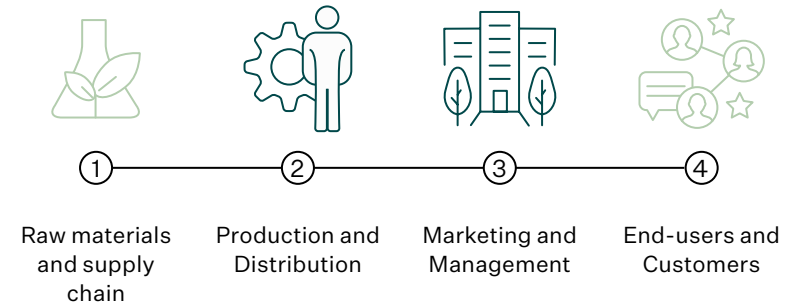 1
2
3
4
Raw materials
and supply
chain
Production and
Distribution
Marketing and
Management
End-users and
Customers